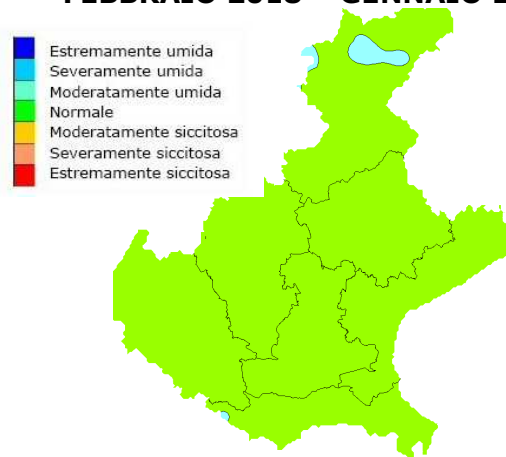 Estremamente umida
Severamente umida
Moderatamente umida
Normale
Moderatamente siccitosa
Severamente siccitosa
Estremamente siccitosa